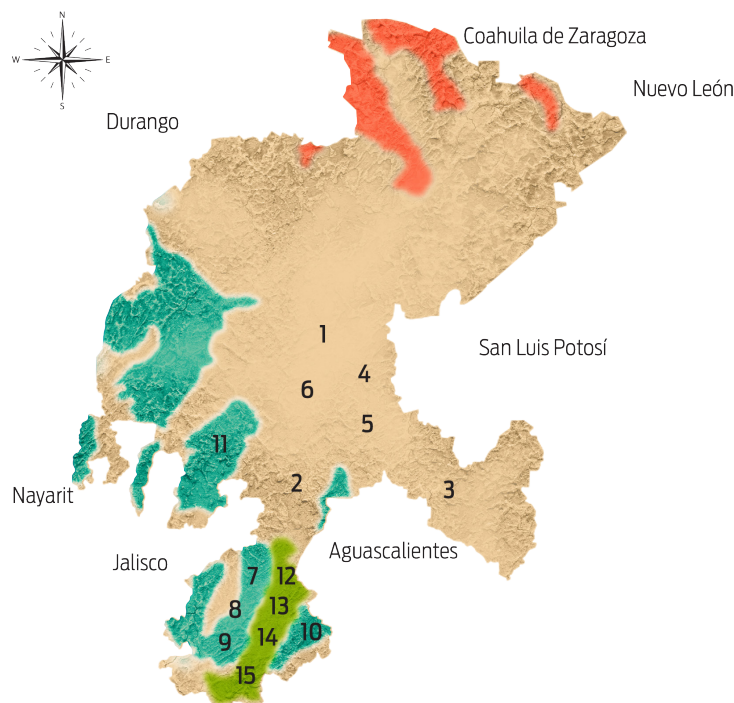 N
W E
S
Coahuila de Zaragoza
Nuevo León
Durango
1
San Luis Potosí
4
6
5
11
2
3
Nayarit
Jalisco
Aguascalientes
7
12
8
13
9
14
10
15